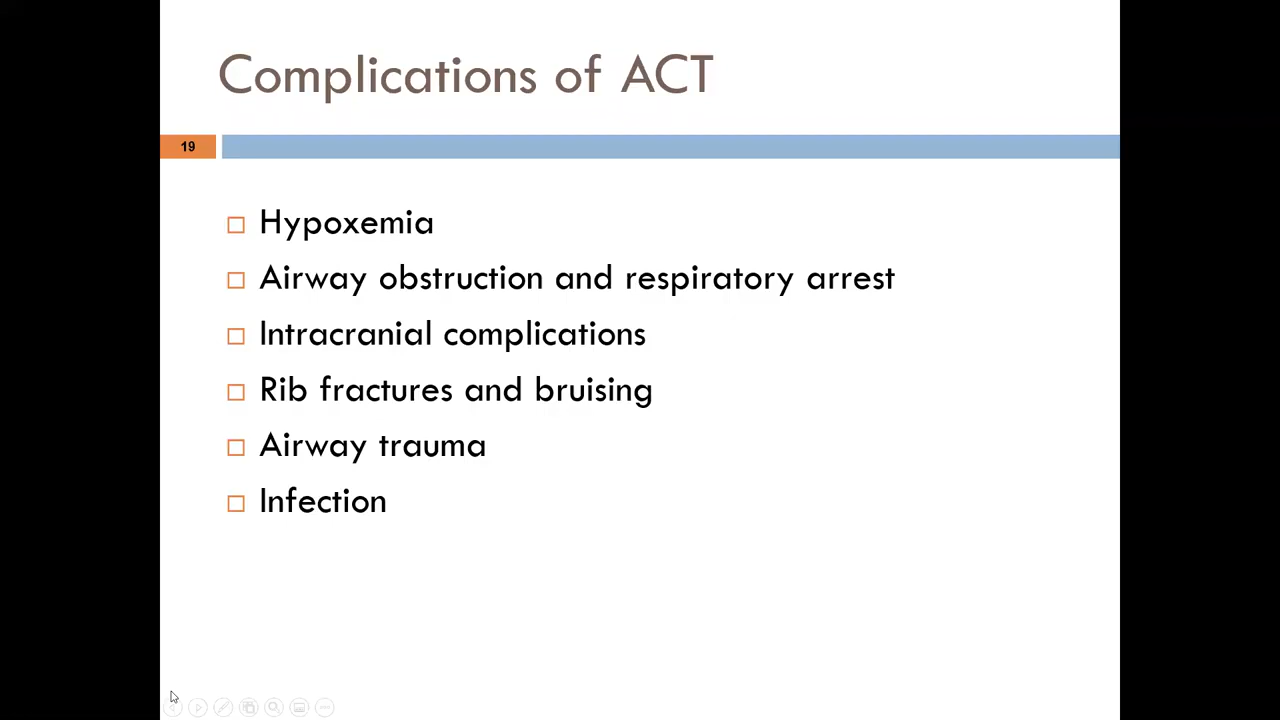 Complications of ACT
19
Hypoxemia
Airway obstruction and respiratory arrest
Intracranial complications
Rib fractures and bruising
Airway trauma
Infection